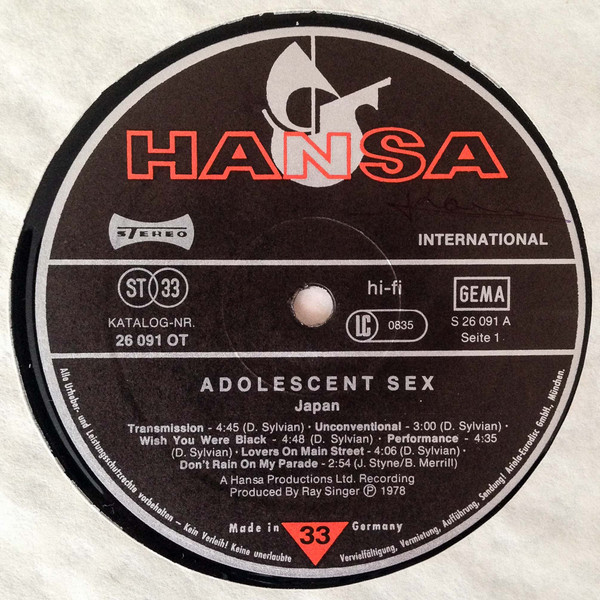 HANSA
STEREO
INTERNATIONAL
ST 33
hi-fi
GEMA
KATALOG-NR.
26 091 OT
LC 0835
S 26 091 A
Seite 1
ADOLESCENT SEX
Japan
Transmission - 4:45 (D. Sylvian) · Unconventional - 3:00 (D. Sylvian) ·
Wish You Were Black - 4:48 (D. Sylvian) · Performance - 4:35
(D. Sylvian) · Lovers On Main Street - 4:06 (D. Sylvian) ·
Don't Rain On My Parade - 2:54 (J. Styne/B. Merrill)
A Hansa Productions Ltd. Recording
Produced By Ray Singer Ⓟ 1978
Made in 33 Germany
Alle Urheber- und Leistungsschutzrechte vorbehalten – Kein Verleih! Keine unerlaubte Vervielfältigung, Vermietung, Aufführung, Sendung! Ariola-Eurodisc GmbH., München.